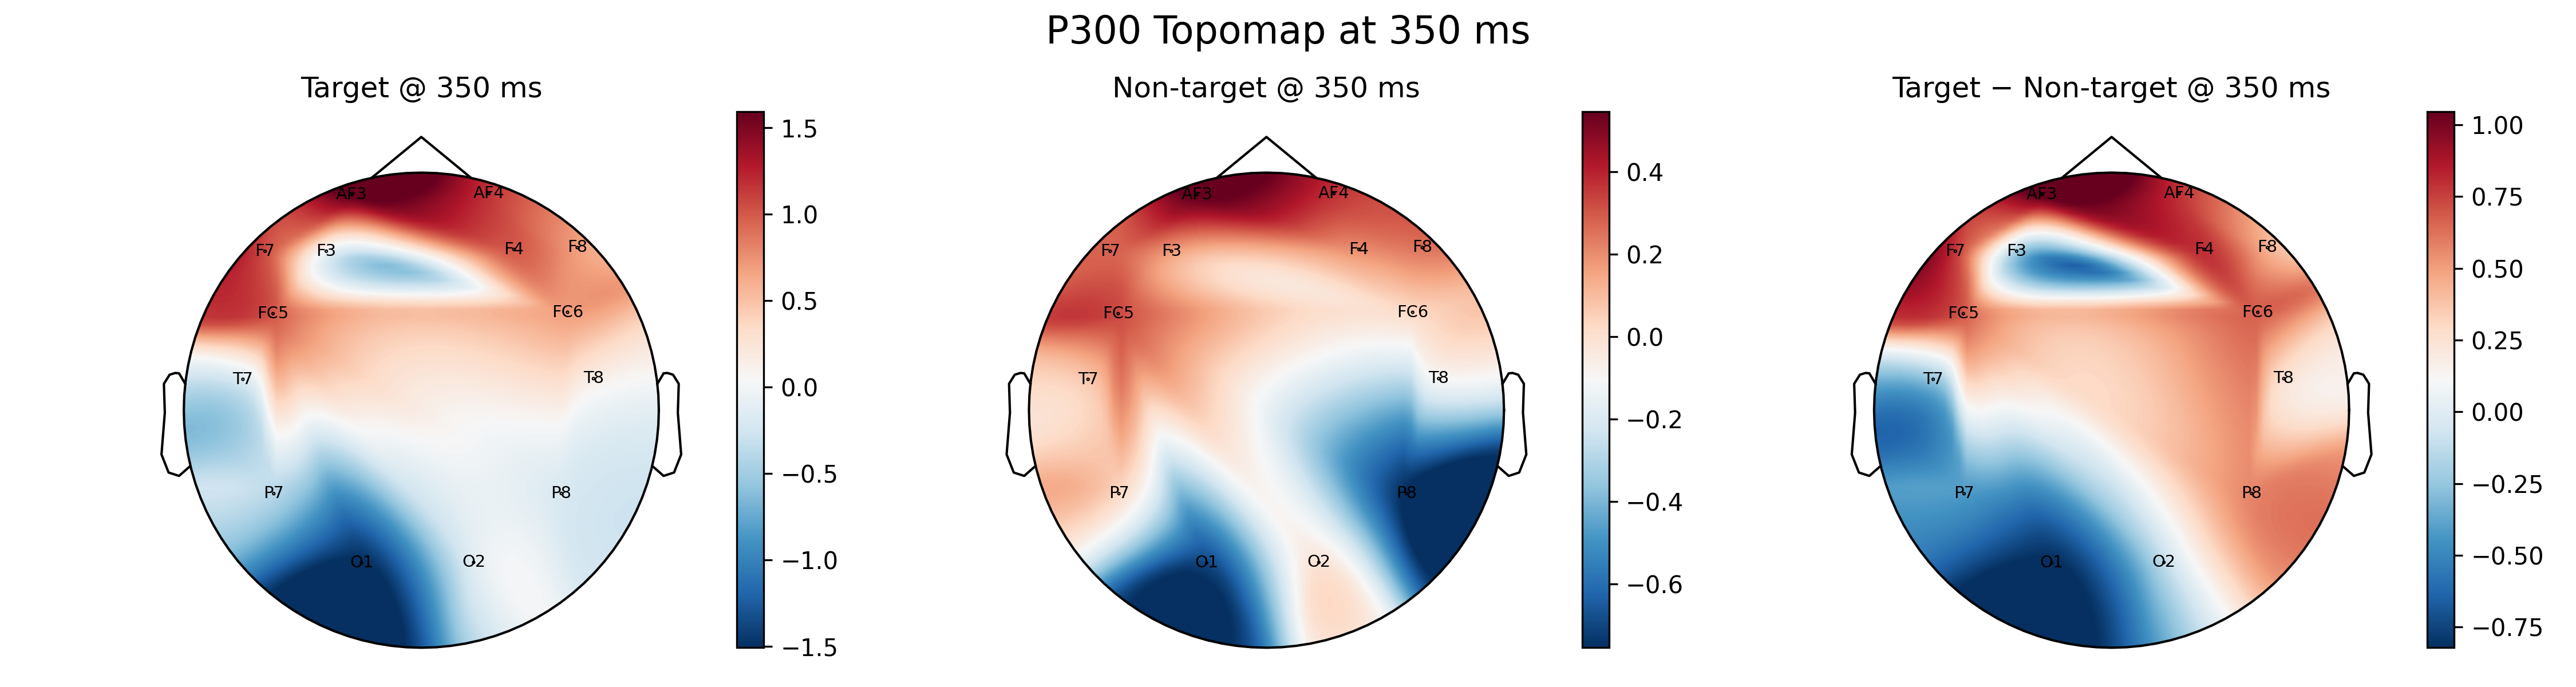 P300 Topomap at 350 ms
Target @ 350 ms
AF3
AF4
F7
F3
F4
F8
FC5
FC6
T7
T8
P7
P8
O1
O2
1.5
1.0
0.5
0.0
−0.5
−1.0
−1.5
Non-target @ 350 ms
AF3
AF4
F7
F3
F4
F8
FC5
FC6
T7
T8
P7
P8
O1
O2
0.4
0.2
0.0
−0.2
−0.4
−0.6
Target − Non-target @ 350 ms
AF3
AF4
F7
F3
F4
F8
FC5
FC6
T7
T8
P7
P8
O1
O2
1.00
0.75
0.50
0.25
0.00
−0.25
−0.50
−0.75